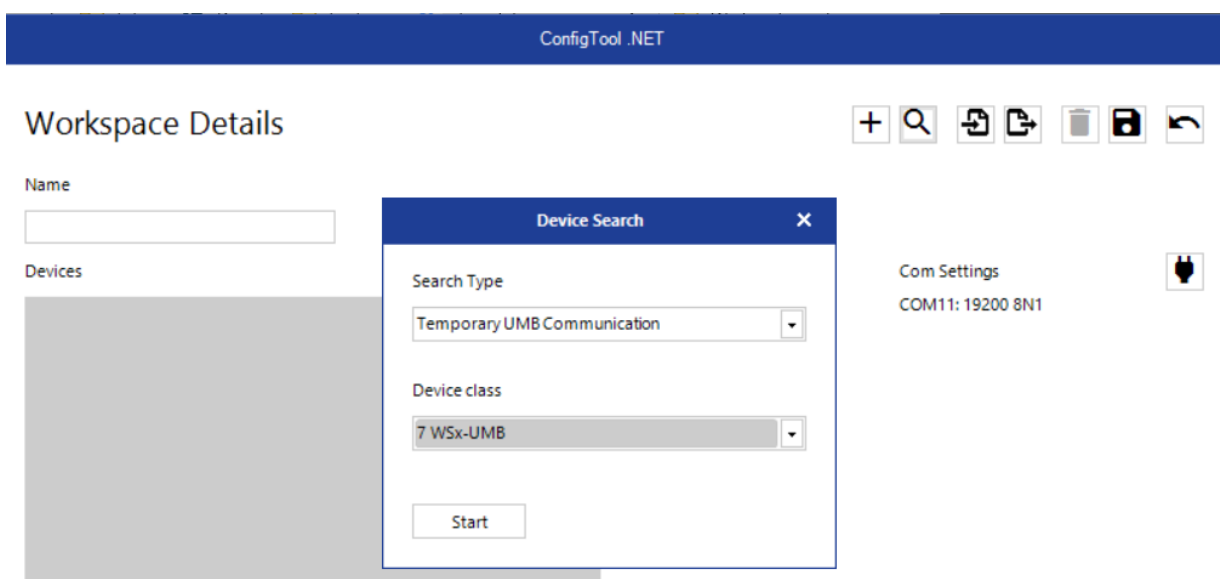 ConfigTool .NET
Workspace Details
Name
Device Search
Devices
Search Type
Temporary UMB Communication
Device class
7 WSx-UMB
Start
Com Settings
COM11: 19200 8N1